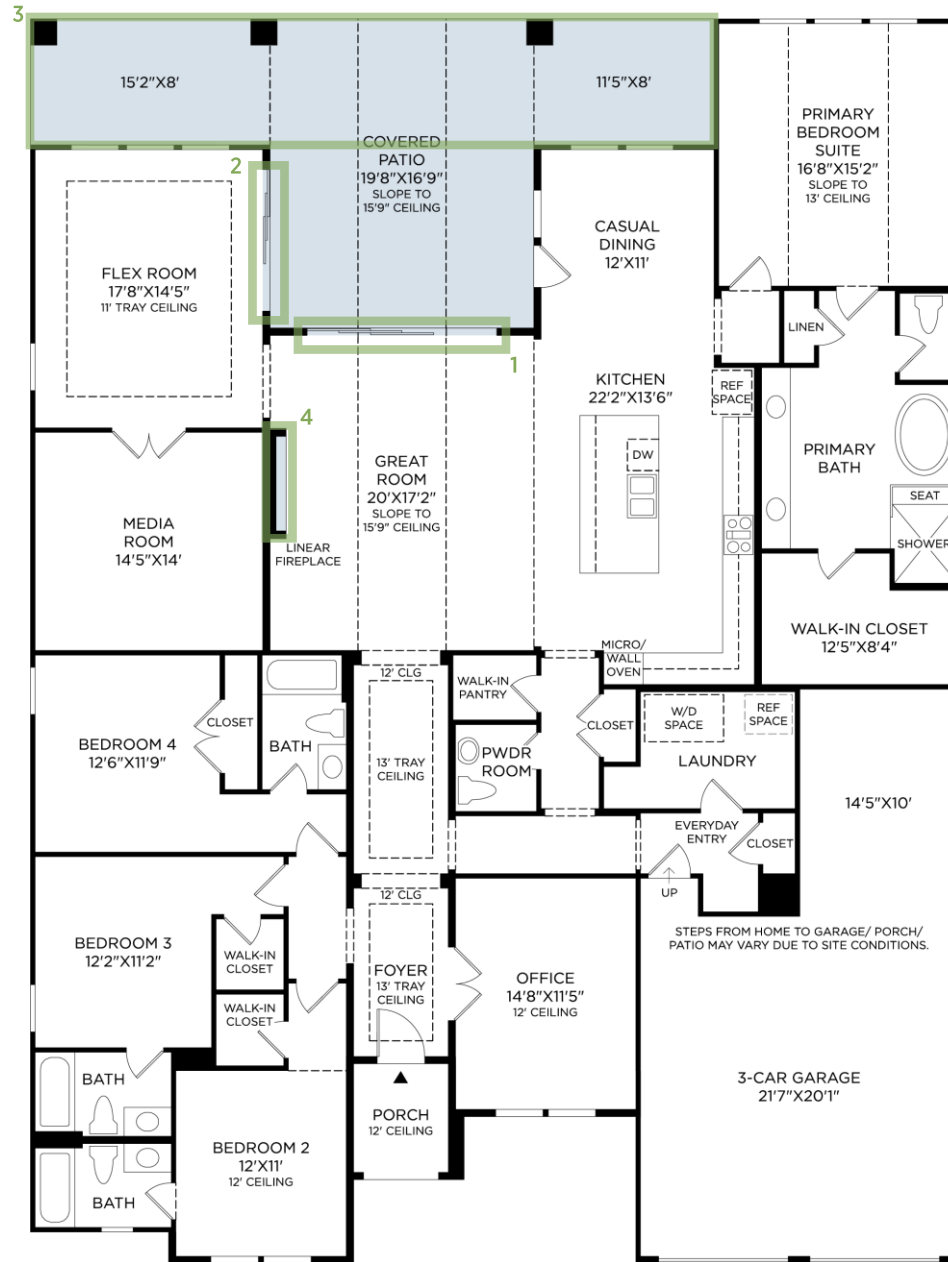 3
15'2"X8'
11'5"X8'
COVERED
PATIO
19'8"X16'9"
SLOPE TO
15'9" CEILING
PRIMARY
BEDROOM
SUITE
16'8"X15'2"
SLOPE TO
13' CEILING
2
FLEX ROOM
17'8"X14'5"
11' TRAY CEILING
CASUAL
DINING
12'X11'
1
LINEN
KITCHEN
22'2"X13'6"
REF
SPACE
4
DW
GREAT
ROOM
20'X17'2"
SLOPE TO
15'9" CEILING
PRIMARY
BATH
SEAT
SHOWER
MEDIA
ROOM
14'5"X14'
LINEAR
FIREPLACE
WALK-IN CLOSET
12'5"X8'4"
MICRO/
WALL
OVEN
12' CLG
WALK-IN
PANTRY
CLOSET
BEDROOM 4
12'6"X11'9"
CLOSET
BATH
13' TRAY
CEILING
PWDR
ROOM
W/D
SPACE
REF
SPACE
LAUNDRY
14'5"X10'
EVERYDAY
ENTRY
CLOSET
UP
12' CLG
STEPS FROM HOME TO GARAGE/ PORCH/
PATIO MAY VARY DUE TO SITE CONDITIONS.
BEDROOM 3
12'2"X11'2"
WALK-IN
CLOSET
WALK-IN
CLOSET
FOYER
13' TRAY
CEILING
OFFICE
14'8"X11'5"
12' CEILING
BATH
PORCH
12' CEILING
3-CAR GARAGE
21'7"X20'1"
BEDROOM 2
12'X11'
12' CEILING
BATH